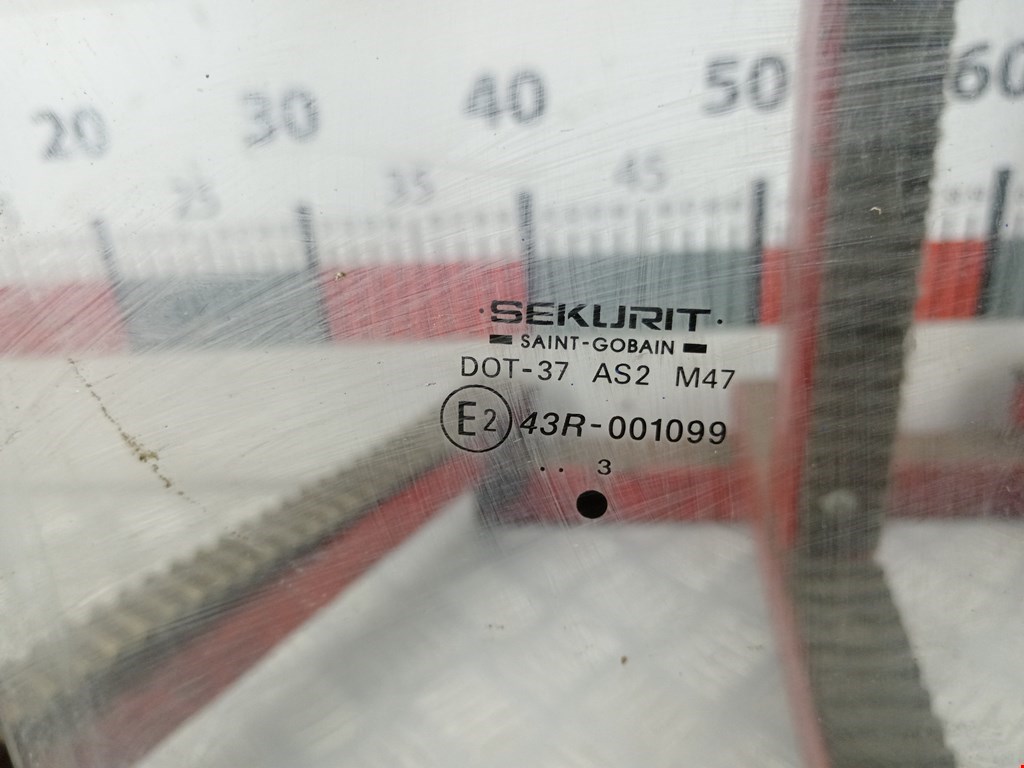 20 30 40 50 60
25 35 45
·SEKURIT·
SAINT-GOBAIN
DOT-37 AS2 M47
E2 43R-001099
.. 3